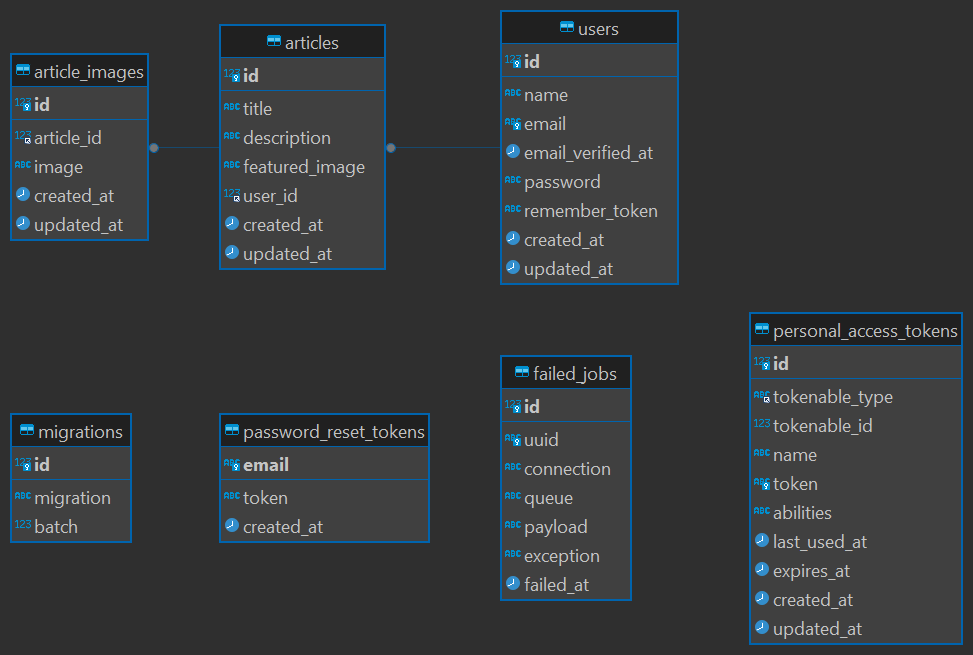 article_images
id
article_id
image
created_at
updated_at
articles
id
title
description
featured_image
user_id
created_at
updated_at
users
id
name
email
email_verified_at
password
remember_token
created_at
updated_at
migrations
id
migration
batch
password_reset_tokens
email
token
created_at
failed_jobs
id
uuid
connection
queue
payload
exception
failed_at
personal_access_tokens
id
tokenable_type
tokenable_id
name
token
abilities
last_used_at
expires_at
created_at
updated_at